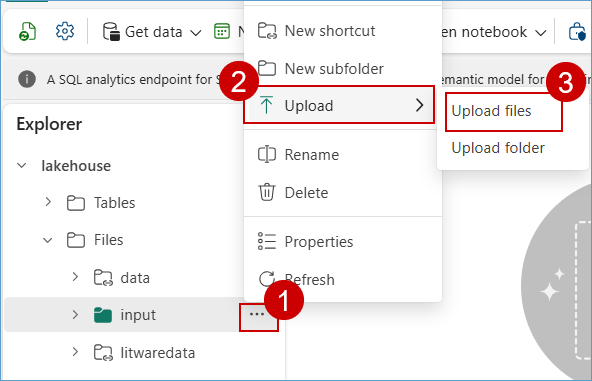 Get data
N
en notebook
A SQL analytics endpoint for S
emantic model for
in
Explorer
lakehouse
Tables
Files
data
input
...
litwaredata
New shortcut
New subfolder
2
Upload
Rename
Delete
Properties
Refresh
1
3
Upload files
Upload folder